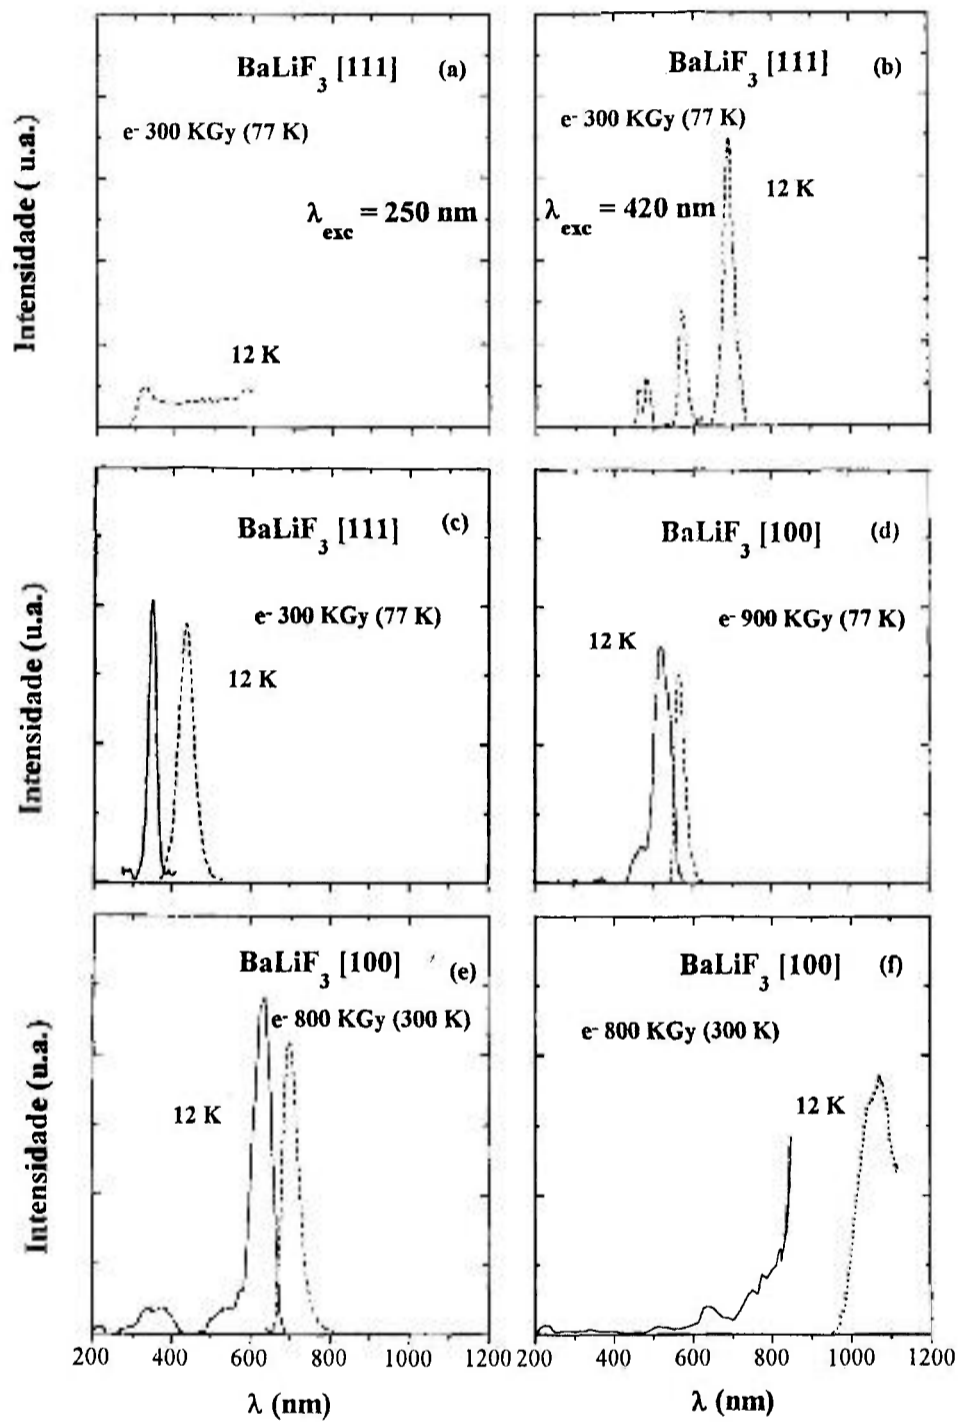 BaLiF3 [111] (a)
e- 300 KGy (77 K)
λexc = 250 nm
12 K
Intensidade ( u.a.)
BaLiF3 [111] (b)
e- 300 KGy (77 K)
12 K
λexc = 420 nm
BaLiF3 [111] (c)
e- 300 KGy (77 K)
12 K
Intensidade (u.a.)
BaLiF3 [100] (d)
e- 900 KGy (77 K)
12 K
BaLiF3 [100] (e)
e- 800 KGy (300 K)
12 K
Intensidade (u.a.)
200 400 600 800 1000 1200
λ (nm)
BaLiF3 [100] (f)
e- 800 KGy (300 K)
12 K
200 400 600 800 1000 1200
λ (nm)